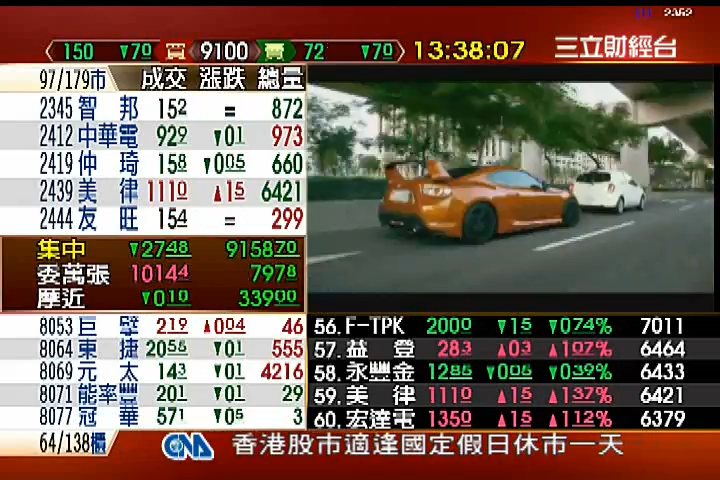 150 ▼70 買 9100 賣 72 ▼70 13:38:07 三立財經台
97/179市 成交 漲跌 總量
2345 智邦 152 = 872
2412 中華電 929 ▼01 973
2419 仲琦 158 ▼005 660
2439 美律 1110 ▲15 6421
2444 友旺 154 = 299
集中 ▼2748 915870
委萬張 10144 7978
摩近 ▼010 33900
8053 巨擘 219 ▲004 46
8064 東捷 2055 ▼01 555
8069 元太 143 ▼01 4216
8071 能率豐 201 ▼01 29
8077 冠華 571 ▼05 3
64/138櫃
56. F-TPK 2000 ▼15 ▼074% 7011
57. 益登 283 ▲03 ▲107% 6464
58. 永豐金 1285 ▼005 ▼039% 6433
59. 美律 1110 ▲15 ▲137% 6421
60. 宏達電 1350 ▲15 ▲112% 6379
CNA 香港股市適逢國定假日休市一天